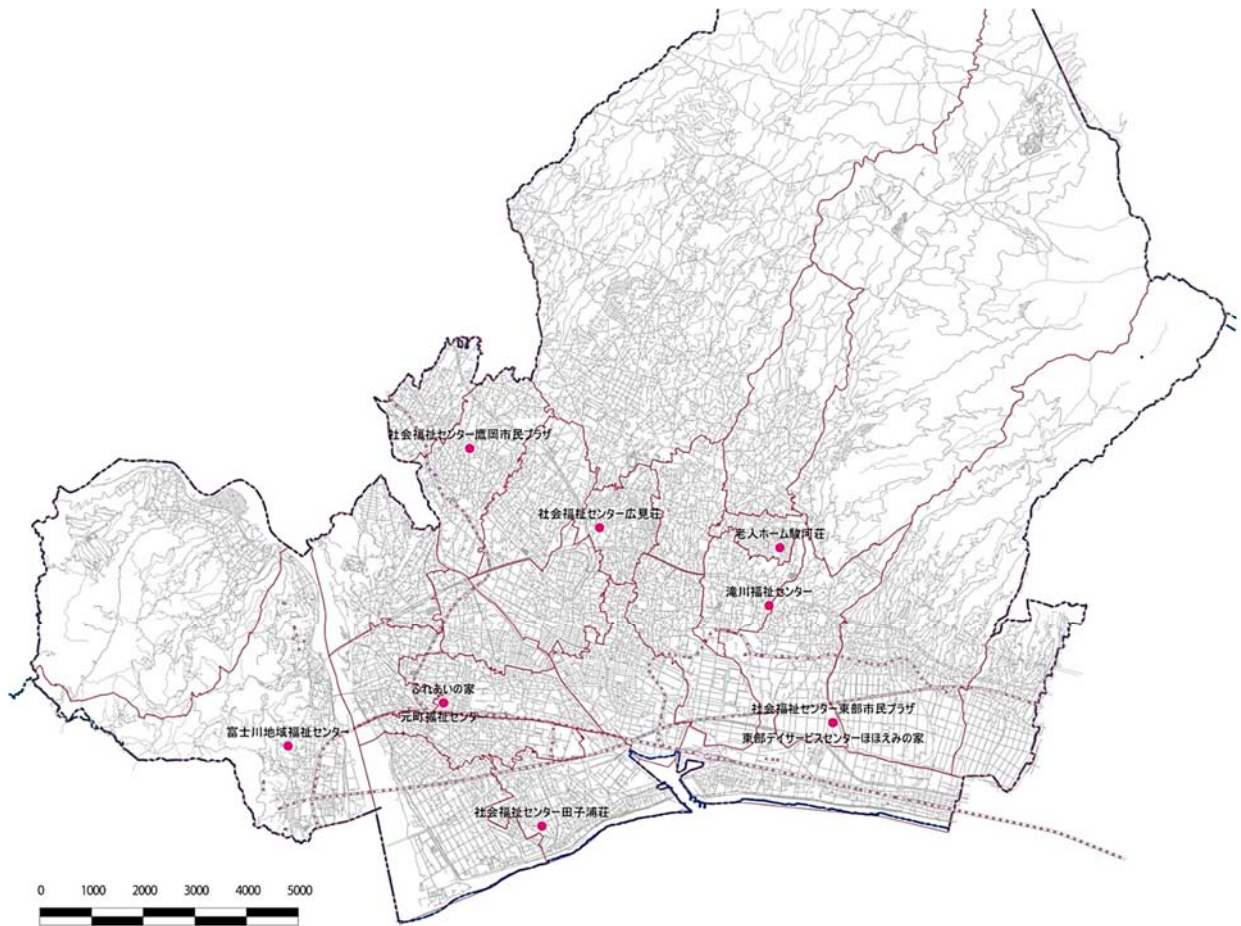 社会福祉センター鷹岡市民プラザ
社会福祉センター広見荘
老人ホーム駿河荘
滝川福祉センター
ふれあいの家
元町福祉センター
社会福祉センター東部市民プラザ
富士川地域福祉センター
東部デイサービスセンターほほえみの家
社会福祉センター田子浦荘
0 1000 2000 3000 4000 5000